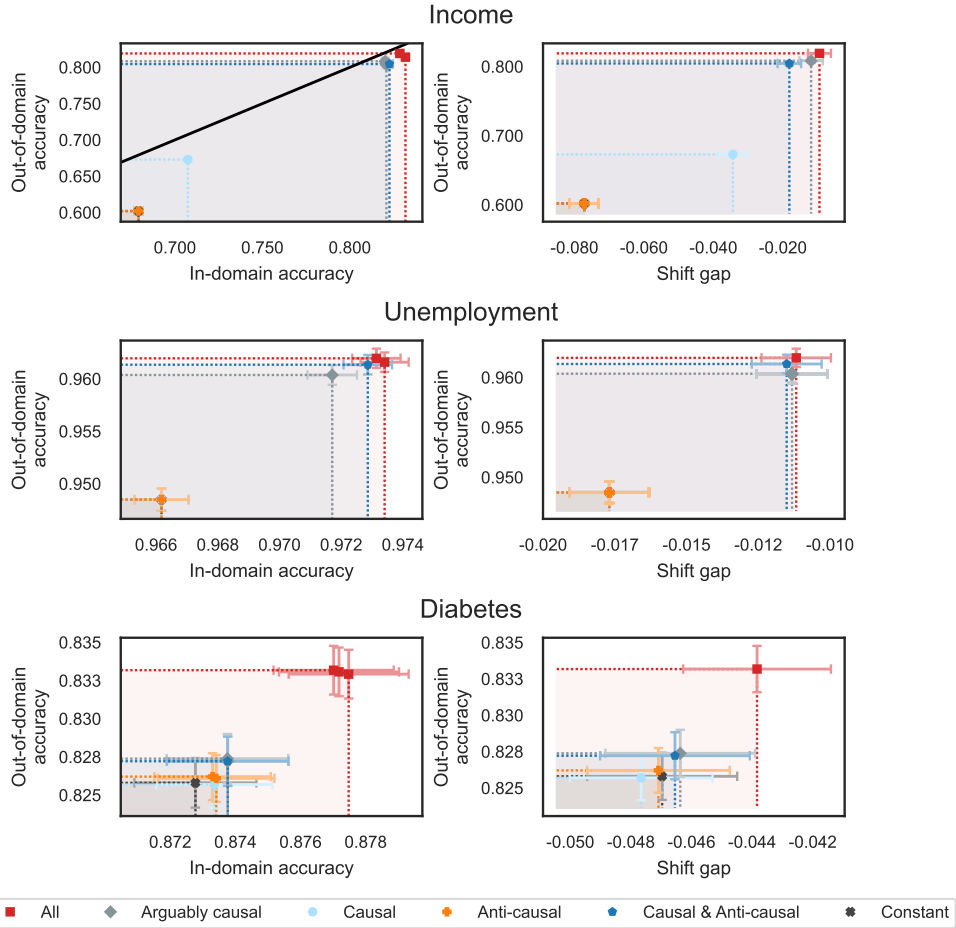 Income
Out-of-domain
accuracy
0.800
0.750
0.700
0.650
0.600
0.700
0.750
0.800
In-domain accuracy
Out-of-domain
accuracy
0.800
0.700
0.600
-0.080
-0.060
-0.040
-0.020
Shift gap
Unemployment
Out-of-domain
accuracy
0.960
0.955
0.950
0.966
0.968
0.970
0.972
0.974
In-domain accuracy
Out-of-domain
accuracy
0.960
0.955
0.950
-0.020
-0.017
-0.015
-0.012
-0.010
Shift gap
Diabetes
Out-of-domain
accuracy
0.835
0.833
0.830
0.828
0.825
0.872
0.874
0.876
0.878
In-domain accuracy
Out-of-domain
accuracy
0.835
0.833
0.830
0.828
0.825
-0.050
-0.048
-0.046
-0.044
-0.042
Shift gap
All
Arguably causal
Causal
Anti-causal
Causal & Anti-causal
Constant